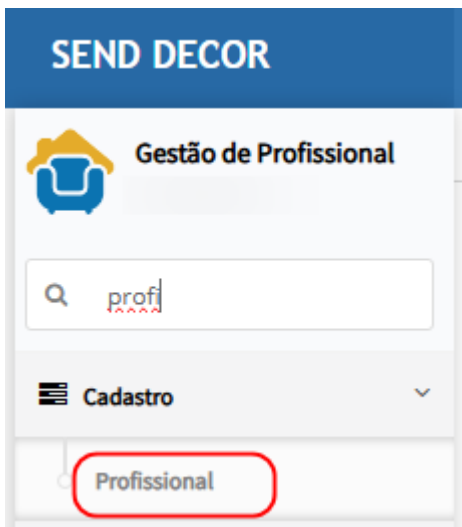 SEND DECOR
Gestão de Profissional
profi
Cadastro
Profissional